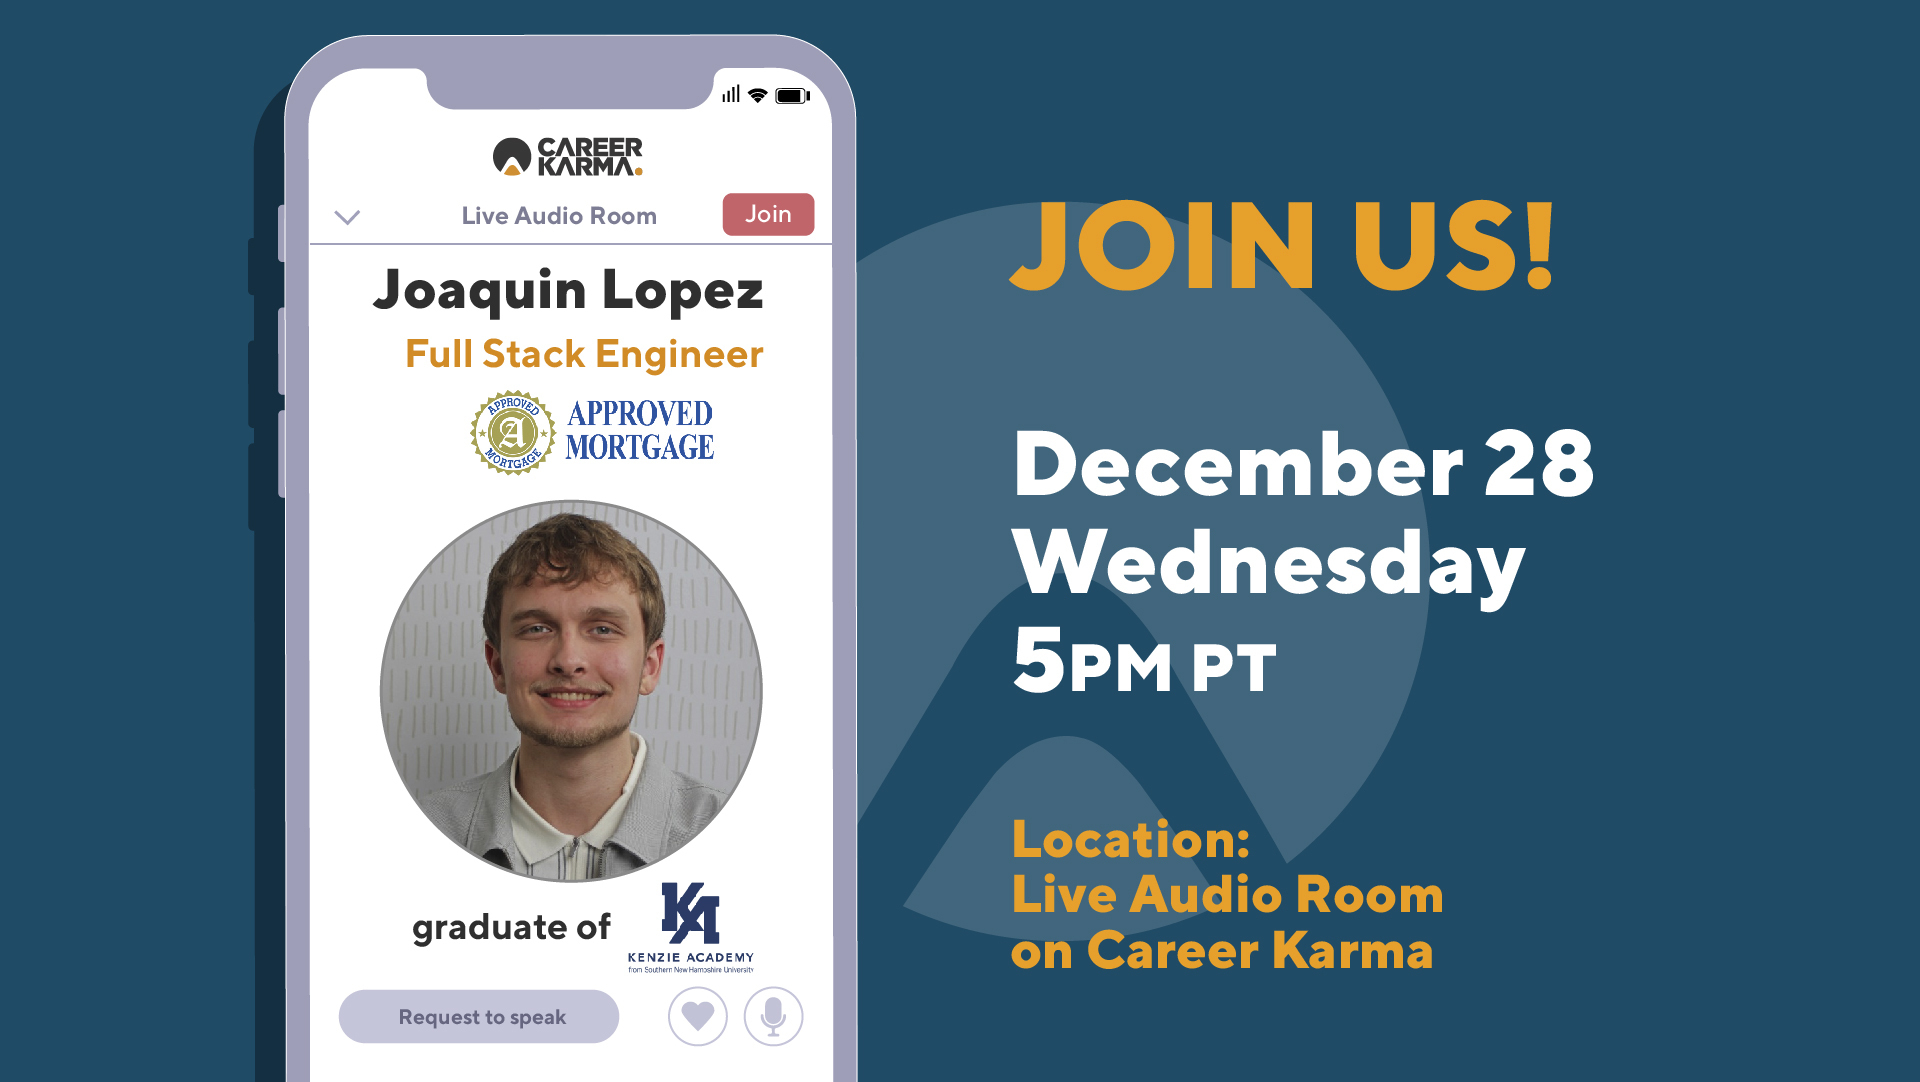 CAREER
KARMA.
Live Audio Room
Join
Joaquin Lopez
Full Stack Engineer
APPROVED
A
MORTGAGE
APPROVED
MORTGAGE
graduate of
KA
KENZIE ACADEMY
from Southern New Hampshire University
Request to speak
JOIN US!
December 28
Wednesday
5PM PT
Location:
Live Audio Room
on Career Karma